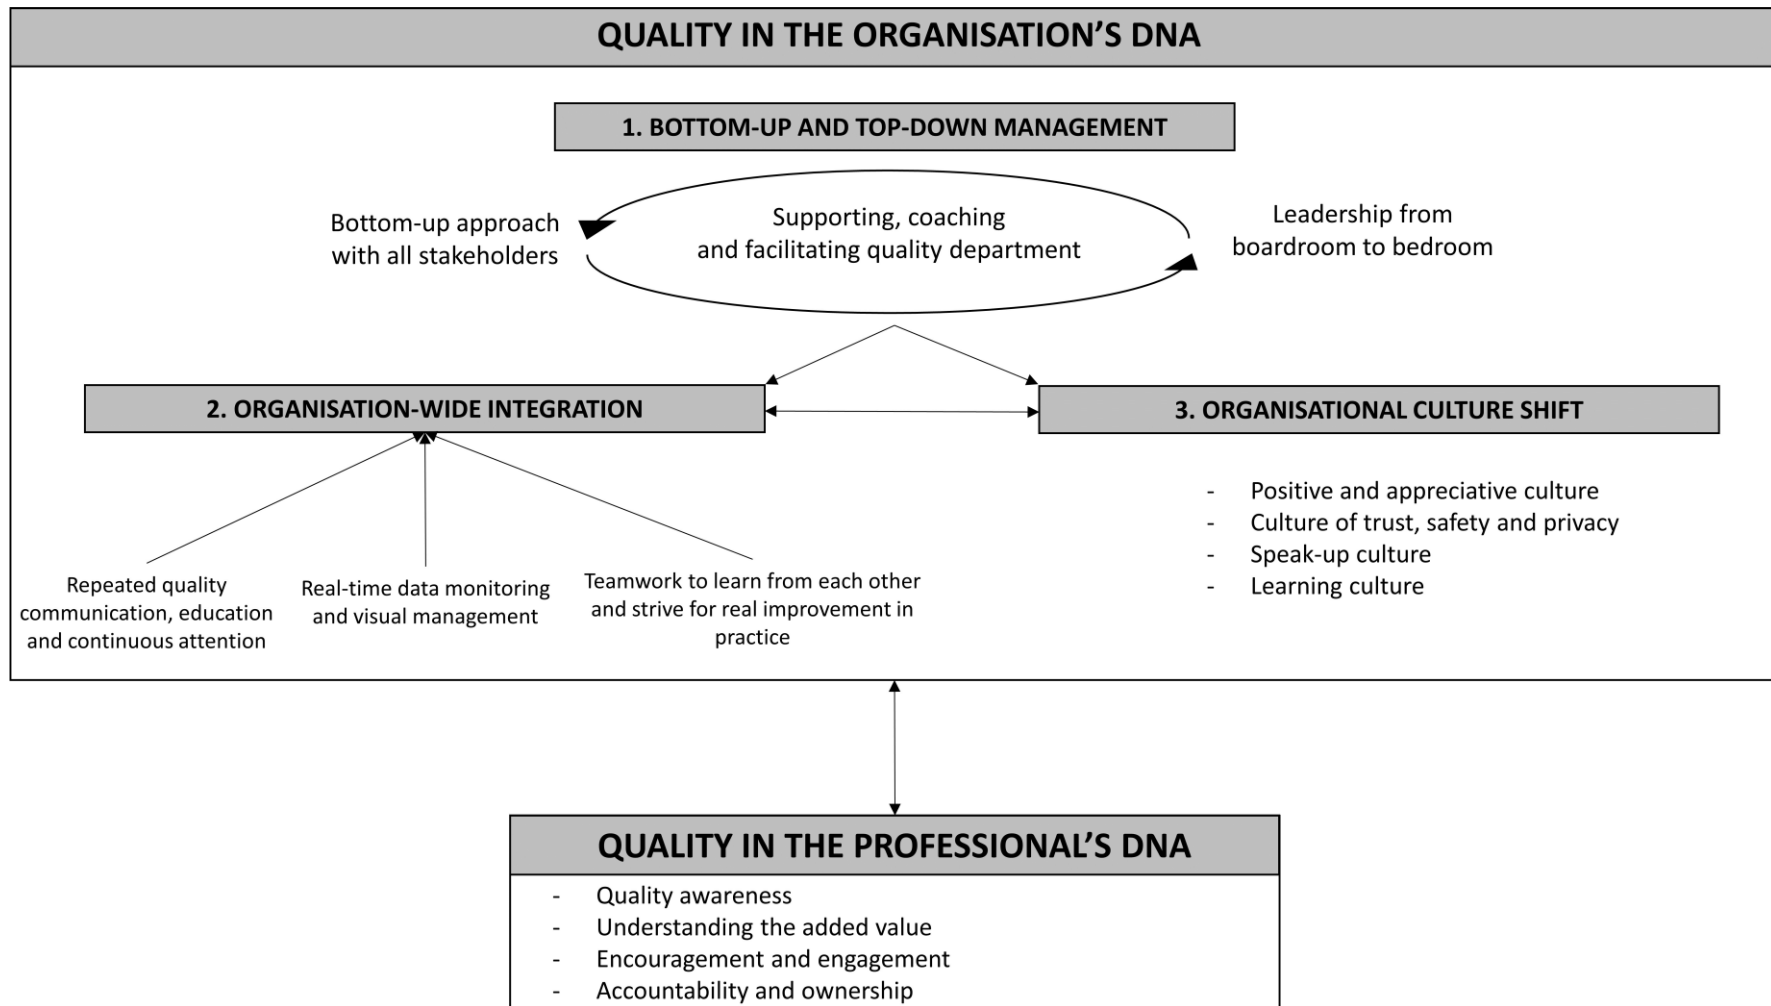 QUALITY IN THE ORGANISATION’S DNA
1. BOTTOM-UP AND TOP-DOWN MANAGEMENT
Bottom-up approach
with all stakeholders
Supporting, coaching
and facilitating quality department
Leadership from
boardroom to bedroom
2. ORGANISATION-WIDE INTEGRATION
3. ORGANISATIONAL CULTURE SHIFT
Repeated quality
communication, education
and continuous attention
Real-time data monitoring
and visual management
Teamwork to learn from each other
and strive for real improvement in
practice
- Positive and appreciative culture
- Culture of trust, safety and privacy
- Speak-up culture
- Learning culture
QUALITY IN THE PROFESSIONAL’S DNA
- Quality awareness
- Understanding the added value
- Encouragement and engagement
- Accountability and ownership